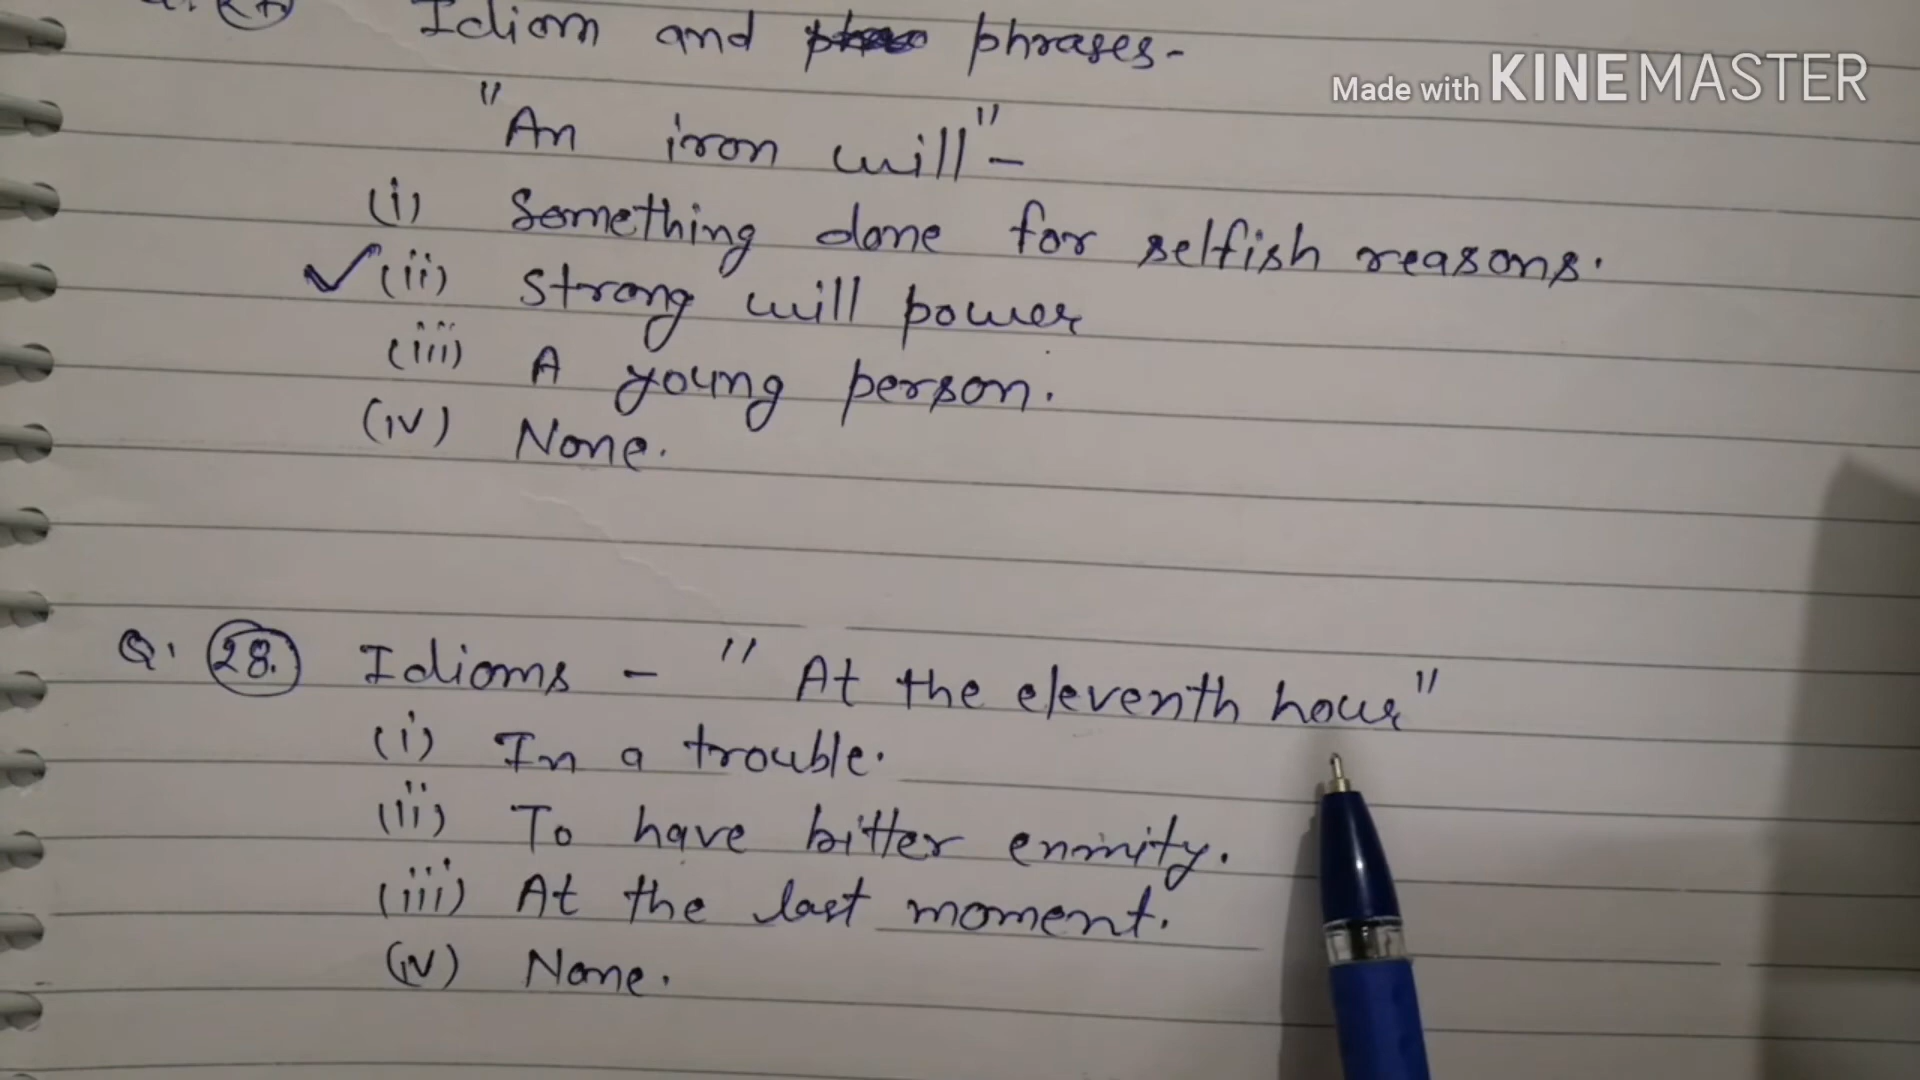 Idiom and phrases-
Made with KINEMASTER
"An iron will"-
(i) Something done for selfish reasons.
✓(ii) Strong will power
(iii) A young person.
(iv) None.
Q. 28. Idioms - "At the eleventh hour"
(i) In a trouble.
(ii) To have bitter enmity.
(iii) At the last moment.
(iv) None.